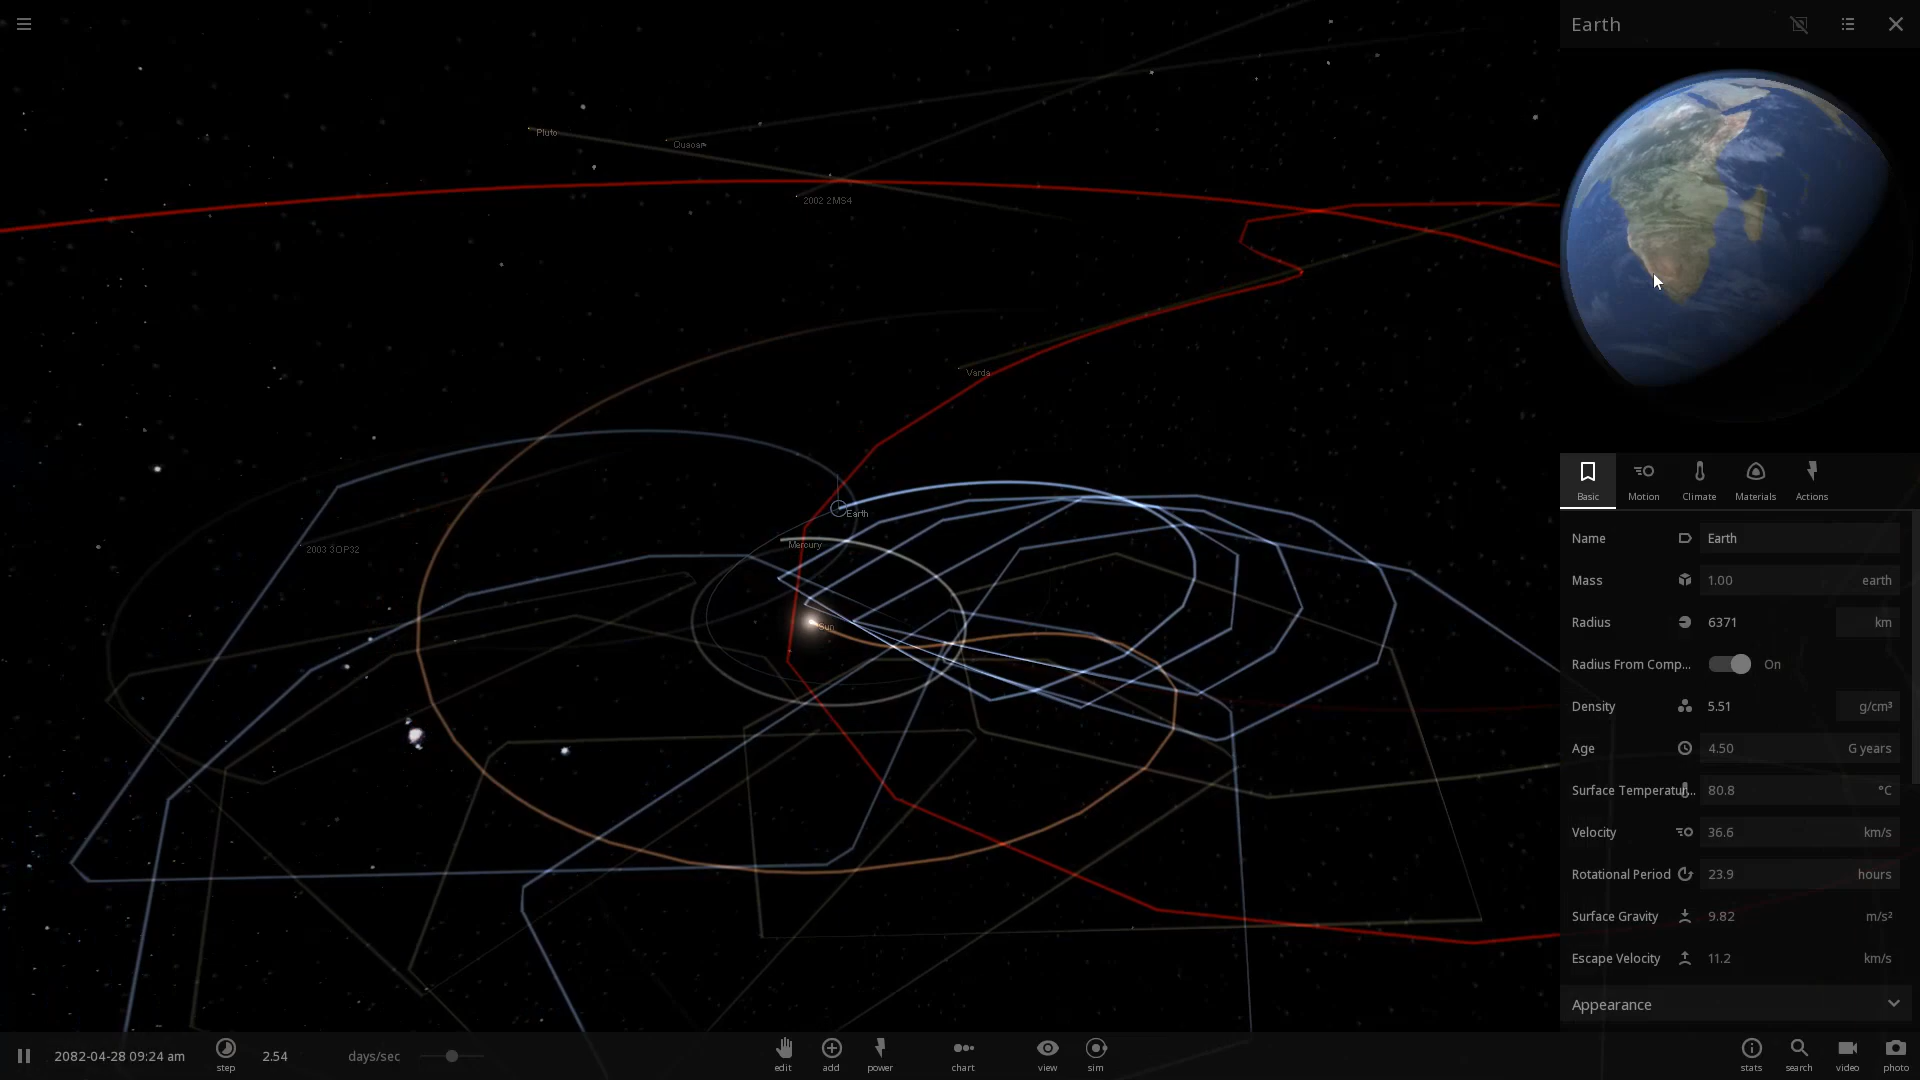 Earth
Pluto
Quaoar
2002 2MS4
Varda
Earth
Mercury
2003 3OP32
Sun
Basic
Motion
Climate
Materials
Actions
Name Earth
Mass 1.00 earth
Radius 6371 km
Radius From Comp... On
Density 5.51 g/cm³
Age 4.50 G years
Surface Temperatur... 80.8 °C
Velocity 36.6 km/s
Rotational Period 23.9 hours
Surface Gravity 9.82 m/s²
Escape Velocity 11.2 km/s
Appearance
2082-04-28 09:24 am
step
2.54 days/sec
edit
add
power
chart
view
sim
stats
search
video
photo